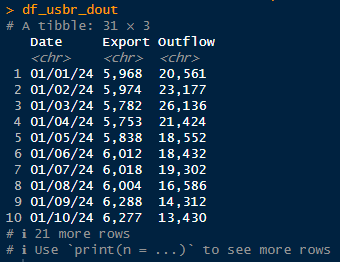 > df_usbr_dout
# A tibble: 31 × 3
Date Export Outflow
<chr> <chr> <chr>
1 01/01/24 5,968 20,561
2 01/02/24 5,974 23,177
3 01/03/24 5,782 26,136
4 01/04/24 5,753 21,424
5 01/05/24 5,838 18,552
6 01/06/24 6,012 18,432
7 01/07/24 6,018 19,302
8 01/08/24 6,004 16,586
9 01/09/24 6,288 14,312
10 01/10/24 6,277 13,430
# ℹ 21 more rows
# ℹ Use `print(n = ...)` to see more rows